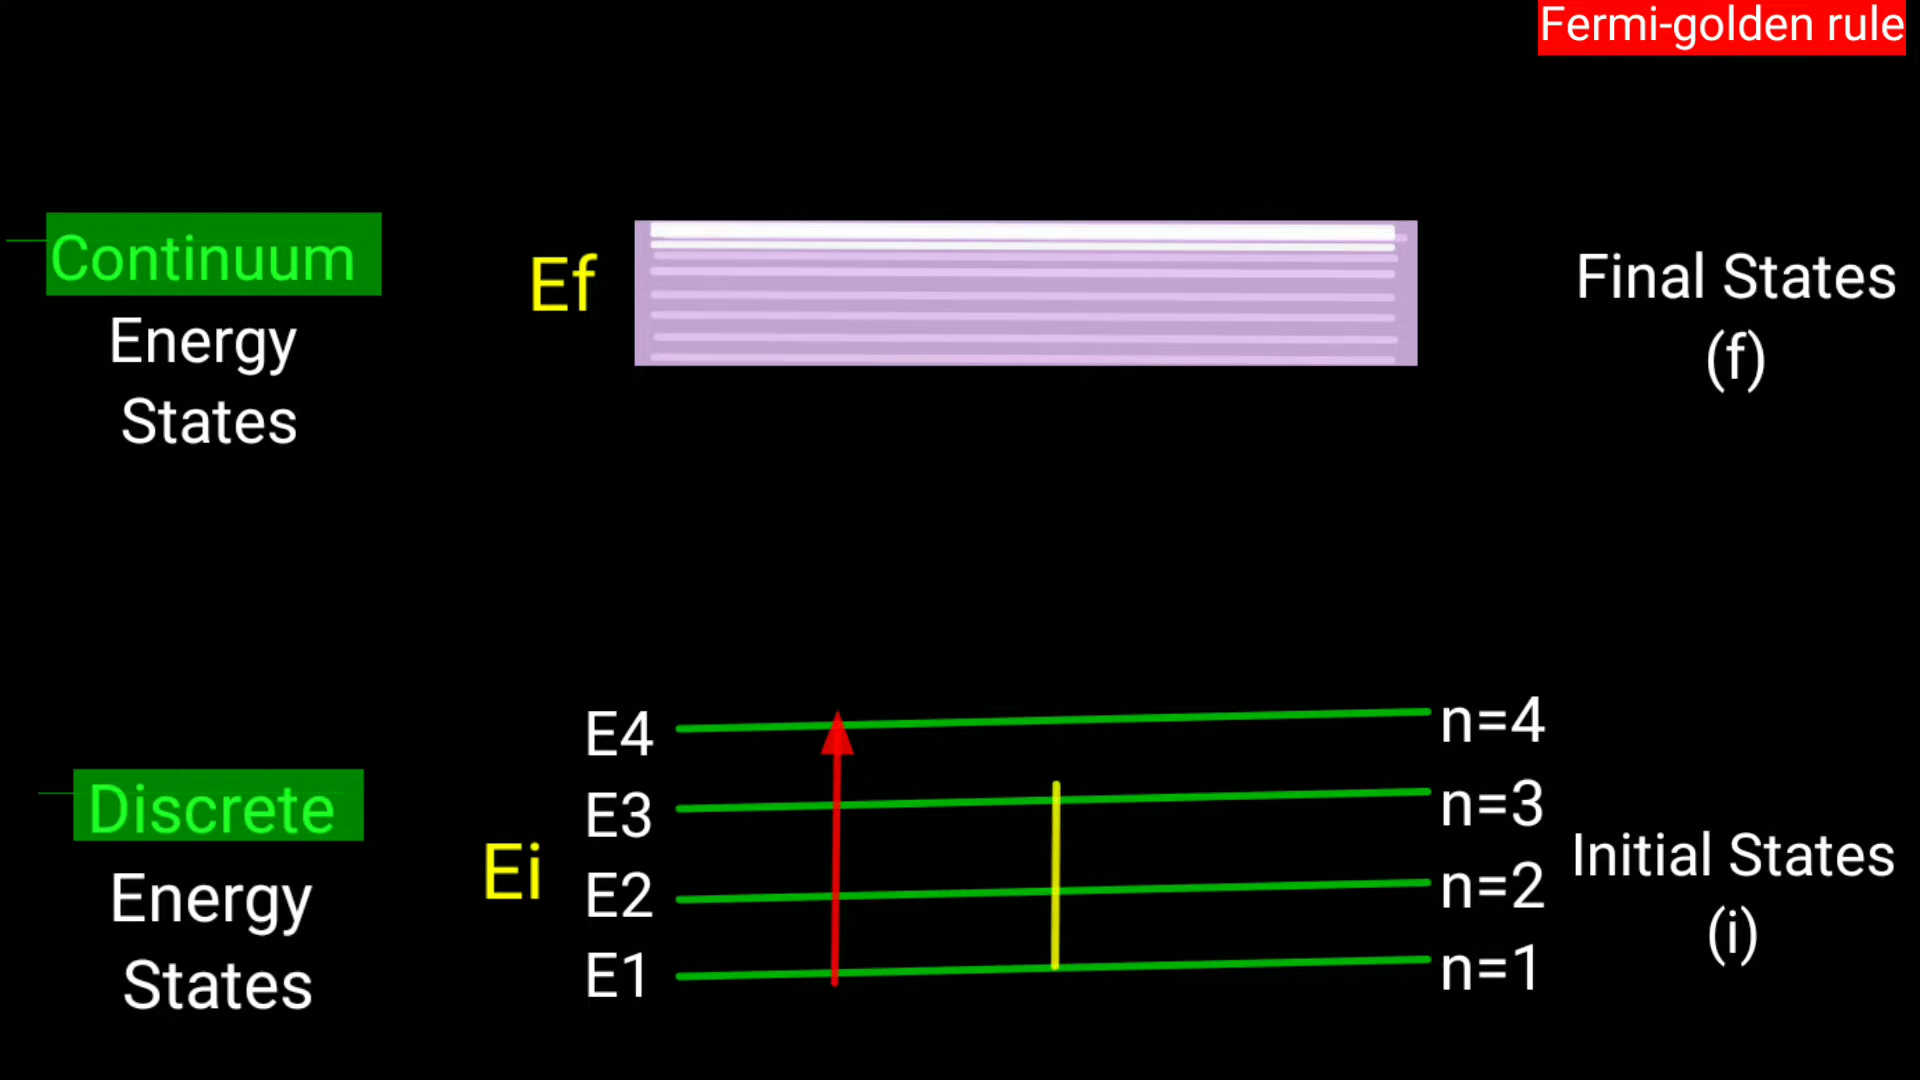 Fermi-golden rule
Continuum
Energy
States
Ef
Final States
(f)
Discrete
Energy
States
Ei
E4
E3
E2
E1
n=4
n=3
n=2
n=1
Initial States
(i)